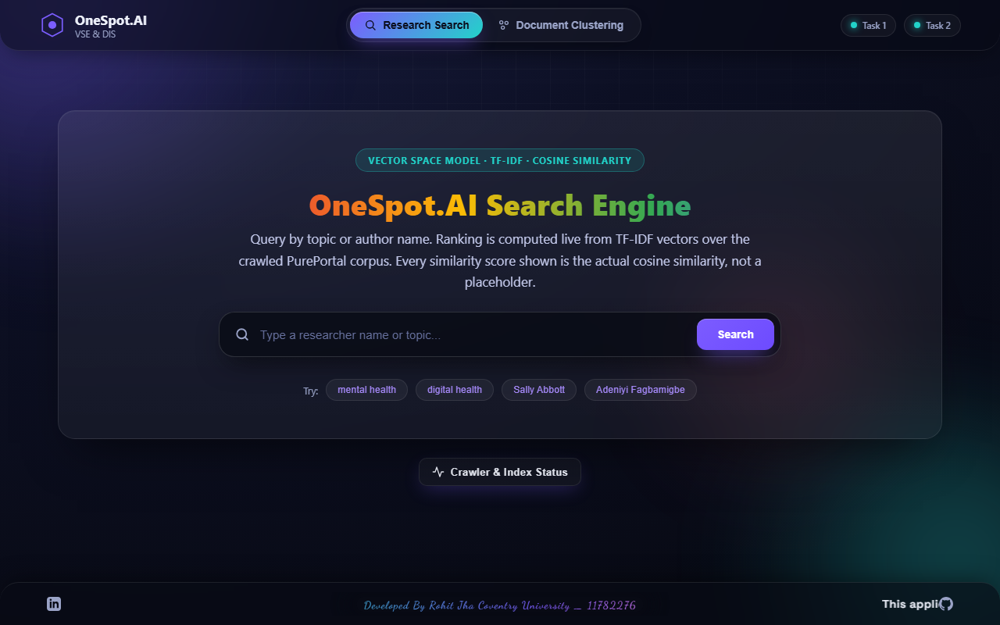 OneSpot.AI
VSE & DIS
Research Search
Document Clustering
Task 1
Task 2
VECTOR SPACE MODEL · TF-IDF · COSINE SIMILARITY
OneSpot.AI Search Engine
Query by topic or author name. Ranking is computed live from TF-IDF vectors over the
crawled PurePortal corpus. Every similarity score shown is the actual cosine similarity, not a
placeholder.
Type a researcher name or topic...
Search
Try:
mental health
digital health
Sally Abbott
Adeniyi Fagbamigbe
Crawler & Index Status
in
Developed By Rohit Jha Coventry University _ 11782276
This appli